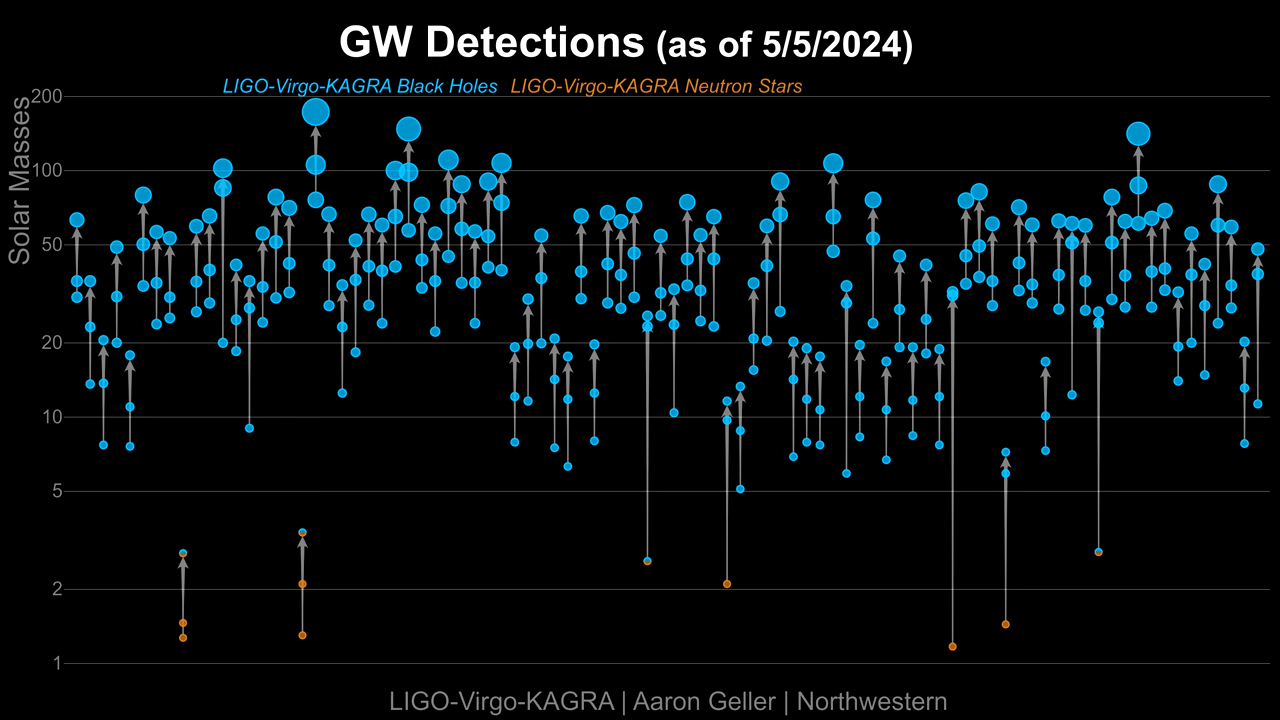 GW Detections (as of 5/5/2024)
LIGO-Virgo-KAGRA Black Holes LIGO-Virgo-KAGRA Neutron Stars
Solar Masses
200
100
50
20
10
5
2
1
LIGO-Virgo-KAGRA | Aaron Geller | Northwestern